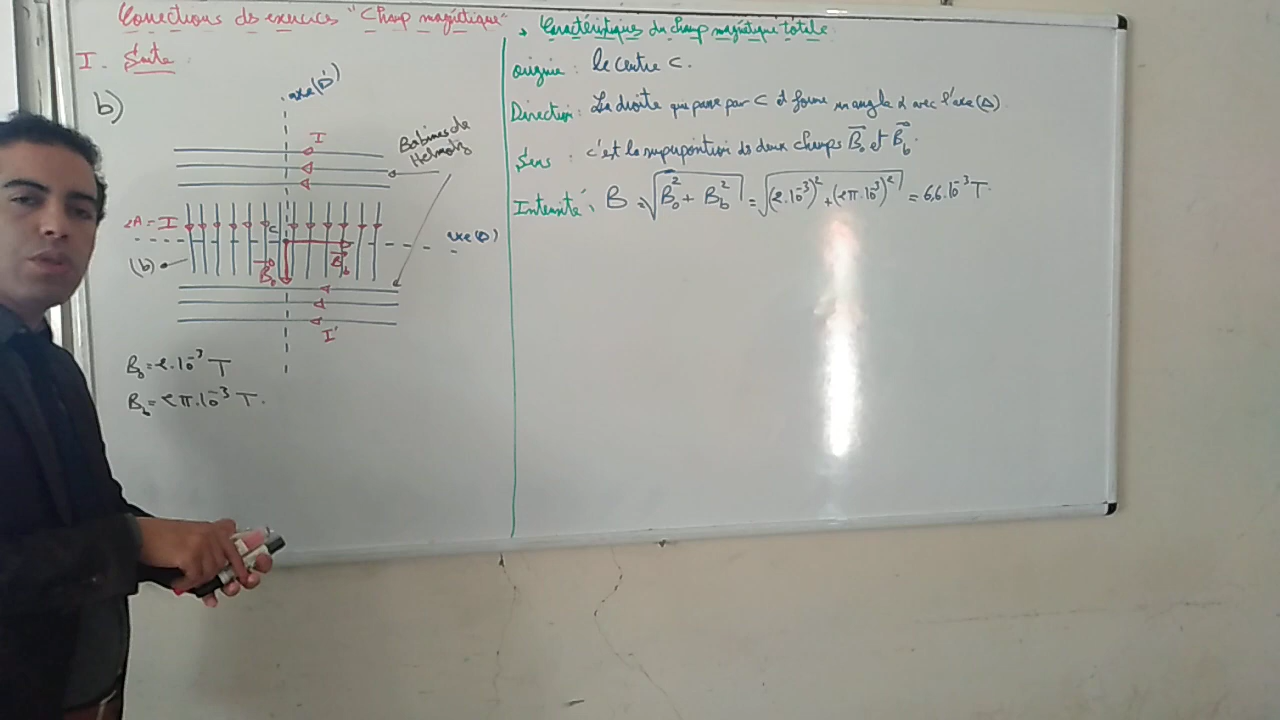 Corrections des exercices "Champ magnétique"
I. Suite
b)
axe(Δ')
I
Bobines de
Helmotz
2A = I
C
axe(Δ)
(b)
B₀
B_b
I'
B₀ = 2.10⁻³ T
B_b = 2π.10⁻³ T.
Caractéristiques du champ magnétique totale
origine : le centre C.
Direction : La droite qui passe par C et forme un angle α avec l'axe (Δ)
Sens : c'est la superposition de deux champs B₀ et B_b.
Intensité : B = √(B₀² + B_b²) = √((2.10⁻³)² + (2π.10⁻³)²) = 6,6.10⁻³ T.